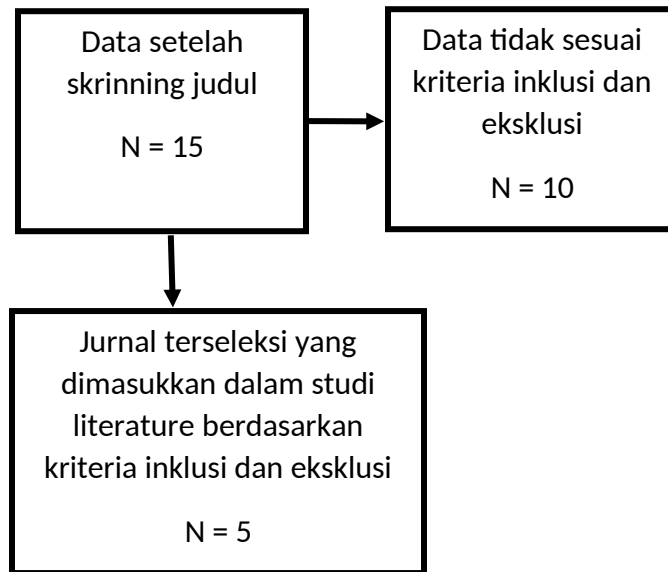 Data setelah
skrinning judul
N = 15
Data tidak sesuai
kriteria inklusi dan
eksklusi
N = 10
Jurnal terseleksi yang
dimasukkan dalam studi
literature berdasarkan
kriteria inklusi dan eksklusi
N = 5